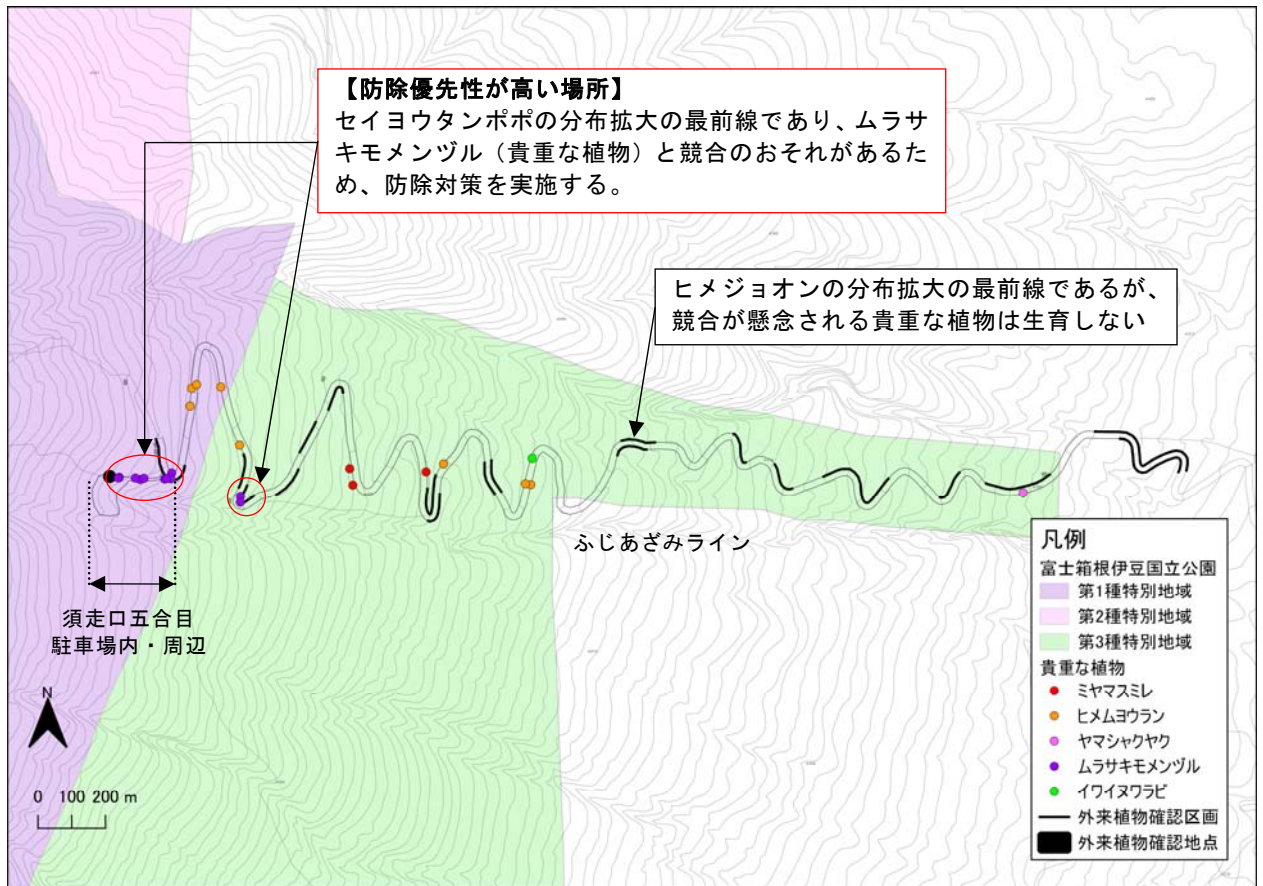 【防除優先性が高い場所】
セイヨウタンポポの分布拡大の最前線であり、ムラサ
キモメンヅル（貴重な植物）と競合のおそれがあるた
め、防除対策を実施する。
ヒメジョオンの分布拡大の最前線であるが、
競合が懸念される貴重な植物は生育しない
ふじあざみライン
須走口五合目
駐車場内・周辺
N
0 100 200 m
凡例
富士箱根伊豆国立公園
第1種特別地域
第2種特別地域
第3種特別地域
貴重な植物
ミヤマスミレ
ヒメムヨウラン
ヤマシャクヤク
ムラサキモメンヅル
イワイヌワラビ
外来植物確認区画
外来植物確認地点